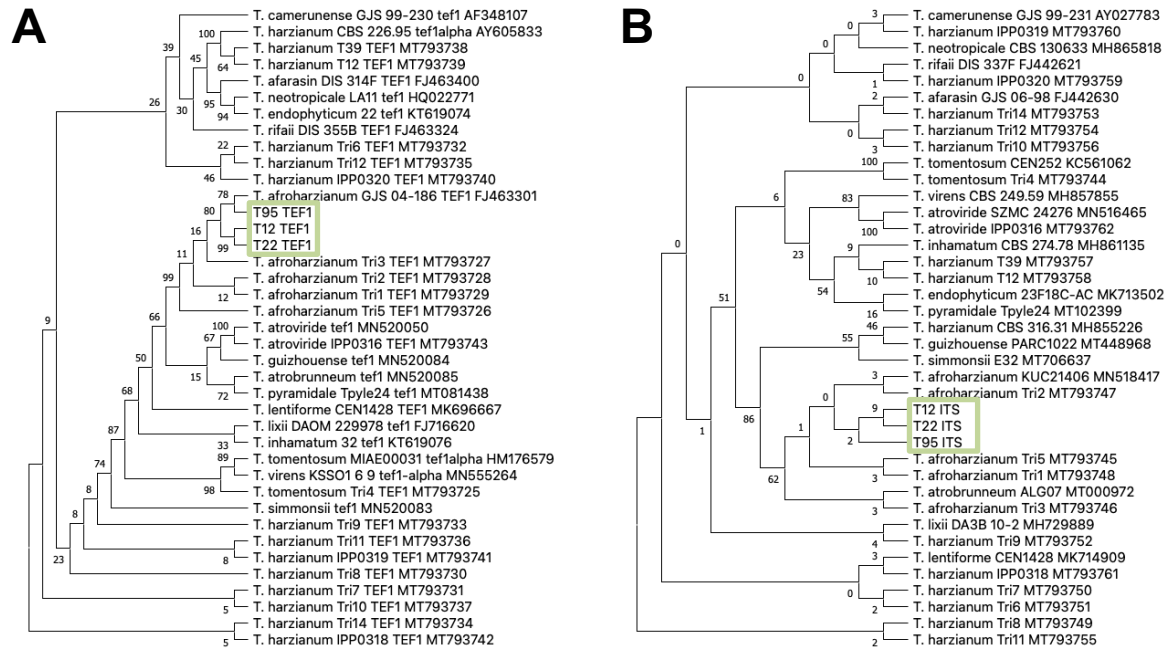 A
T. camerunense GJS 99-230 tef1 AF348107
T. harzianum CBS 226.95 tef1alpha AY605833
T. harzianum T39 TEF1 MT793738
T. harzianum T12 TEF1 MT793739
T. afarasin DIS 314F TEF1 FJ463400
T. neotropicale LA11 tef1 HQ022771
T. endophyticum 22 tef1 KT619074
T. rifaii DIS 355B TEF1 FJ463324
T. harzianum Tri6 TEF1 MT793732
T. harzianum Tri12 TEF1 MT793735
T. harzianum IPP0320 TEF1 MT793740
T. afroharzianum GJS 04-186 TEF1 FJ463301
T95 TEF1
T12 TEF1
T22 TEF1
T. afroharzianum Tri3 TEF1 MT793727
T. afroharzianum Tri2 TEF1 MT793728
T. afroharzianum Tri1 TEF1 MT793729
T. afroharzianum Tri5 TEF1 MT793726
T. atroviride tef1 MN520050
T. atroviride IPP0316 TEF1 MT793743
T. guizhouense tef1 MN520084
T. atrobrunneum tef1 MN520085
T. pyramidale Tpyle24 tef1 MT081438
T. lentiforme CEN1428 TEF1 MK696667
T. lixii DAOM 229978 tef1 FJ716620
T. inhamatum 32 tef1 KT619076
T. tomentosum MIAE00031 tef1alpha HM176579
T. virens KSSO1 6 9 tef1-alpha MN555264
T. tomentosum Tri4 TEF1 MT793725
T. simmonsii tef1 MN520083
T. harzianum Tri9 TEF1 MT793733
T. harzianum Tri11 TEF1 MT793736
T. harzianum IPP0319 TEF1 MT793741
T. harzianum Tri8 TEF1 MT793730
T. harzianum Tri7 TEF1 MT793731
T. harzianum Tri10 TEF1 MT793737
T. harzianum Tri14 TEF1 MT793734
T. harzianum IPP0318 TEF1 MT793742
39
100
45
64
95
94
30
26
22
46
78
80
99
16
11
99
12
66
100
67
15
72
50
68
33
87
89
98
74
8
8
8
23
9
5
5
B
T. camerunense GJS 99-231 AY027783
T. harzianum IPP0319 MT793760
T. neotropicale CBS 130633 MH865818
T. rifaii DIS 337F FJ442621
T. harzianum IPP0320 MT793759
T. afarasin GJS 06-98 FJ442630
T. harzianum Tri14 MT793753
T. harzianum Tri12 MT793754
T. harzianum Tri10 MT793756
T. tomentosum CEN252 KC561062
T. tomentosum Tri4 MT793744
T. virens CBS 249.59 MH857855
T. atroviride SZMC 24276 MN516465
T. atroviride IPP0316 MT793762
T. inhamatum CBS 274.78 MH861135
T. harzianum T39 MT793757
T. harzianum T12 MT793758
T. endophyticum 23F18C-AC MK713502
T. pyramidale Tpyle24 MT102399
T. harzianum CBS 316.31 MH855226
T. guizhouense PARC1022 MT448968
T. simmonsii E32 MT706637
T. afroharzianum KUC21406 MN518417
T. afroharzianum Tri2 MT793747
T12 ITS
T22 ITS
T95 ITS
T. afroharzianum Tri5 MT793745
T. afroharzianum Tri1 MT793748
T. atrobrunneum ALG07 MT000972
T. afroharzianum Tri3 MT793746
T. lixii DA3B 10-2 MH729889
T. harzianum Tri9 MT793752
T. lentiforme CEN1428 MK714909
T. harzianum IPP0318 MT793761
T. harzianum Tri7 MT793750
T. harzianum Tri6 MT793751
T. harzianum Tri8 MT793749
T. harzianum Tri11 MT793755
3
0
0
1
0
2
0
3
100
6
83
100
23
9
10
54
16
0
51
46
55
86
3
0
9
2
1
3
62
3
1
4
3
0
2
2